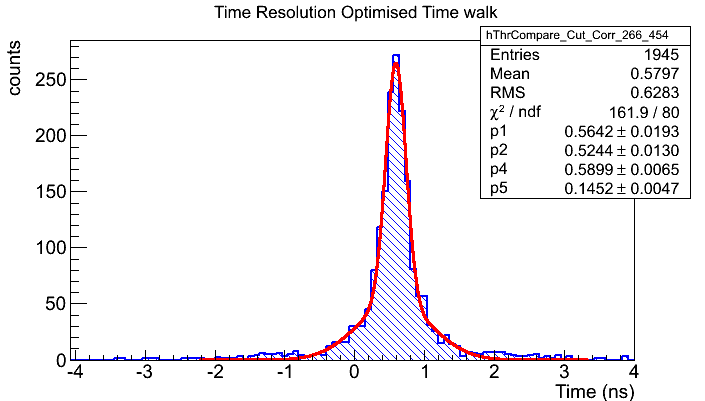 Time Resolution Optimised Time walk
hThrCompare_Cut_Corr_266_454
Entries 1945
Mean 0.5797
RMS 0.6283
χ² / ndf 161.9 / 80
p1 0.5642 ± 0.0193
p2 0.5244 ± 0.0130
p4 0.5899 ± 0.0065
p5 0.1452 ± 0.0047
counts
250
200
150
100
50
0
-4 -3 -2 -1 0 1 2 3 4
Time (ns)